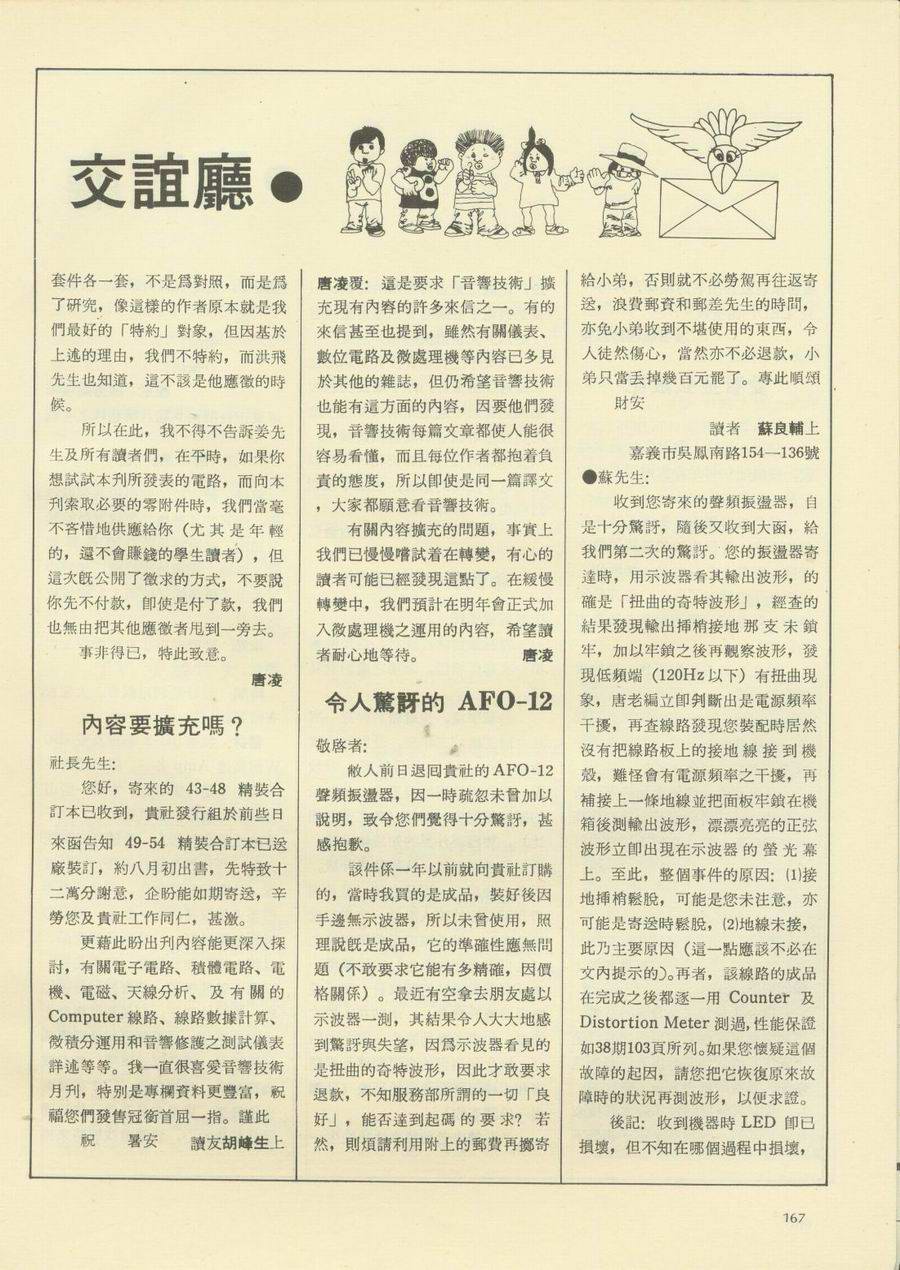 交誼廳●
套件各一套，不是爲對照，而是爲
了研究，像這樣的作者原本就是我
們最好的「特約」對象，但因基於
上述的理由，我們不特約，而洪飛
先生也知道，這不該是他應徵的時
候。
所以在此，我不得不告訴姜先
生及所有讀者們，在平時，如果你
想試試本刋所發表的電路，而向本
刋索取必要的零附件時，我們當毫
不吝惜地供應給你（尤其是年輕
的，還不會賺錢的學生讀者），但
這次旣公開了徵求的方式，不要說
你先不付款，卽使是付了款，我們
也無由把其他應徵者甩到一旁去。
事非得已，特此致意。
唐凌
內容要擴充嗎？
社長先生:
您好，寄來的 43-48 精裝合
訂本已收到，貴社發行組於前些日
來函告知 49-54 精裝合訂本已送
廠裝訂，約八月初出書，先特致十
二萬分謝意，企盼能如期寄送，辛
勞您及貴社工作同仁，甚激。
更藉此盼出刋內容能更深入探
討，有關電子電路、積體電路、電
機、電磁、天線分析、及有關的
Computer線路、線路數據計算、
微積分運用和音響修護之測試儀表
詳述等等。我一直很喜愛音響技術
月刋，特别是專欄資料更豐富，祝
福您們發售冠銜首屈一指。謹此
祝 暑安 讀友胡峰生上
唐凌覆: 這是要求「音響技術」擴
充現有內容的許多來信之一。有的
來信甚至也提到，雖然有關儀表、
數位電路及微處理機等內容已多見
於其他的雜誌，但仍希望音響技術
也能有這方面的內容，因要他們發
現，音響技術每篇文章都使人能很
容易看懂，而且每位作者都抱着負
責的態度，所以卽使是同一篇譯文
，大家都願意看音響技術。
有關內容擴充的問題，事實上
我們已慢慢嚐試着在轉變，有心的
讀者可能已經發現這點了。在緩慢
轉變中，我們預計在明年會正式加
入微處理機之運用的內容，希望讀
者耐心地等待。 唐凌
令人驚訝的 AFO-12
敬啓者:
敝人前日退囘貴社的AFO-12
聲頻振盪器，因一時疏忽未曾加以
說明，致令您們覺得十分驚訝，甚
感抱歉。
該件係一年以前就向貴社訂購
的，當時我買的是成品，裝好後因
手邊無示波器，所以未曾使用，照
理說旣是成品，它的準確性應無問
題（不敢要求它能有多精確，因價
格關係）。最近有空拿去朋友處以
示波器一測，其結果令人大大地感
到驚訝與失望，因爲示波器看見的
是扭曲的奇特波形，因此才敢要求
退款，不知服務部所謂的一切「良
好」，能否達到起碼的要求？若
然，則煩請利用附上的郵費再擲寄
給小弟，否則就不必勞駕再往返寄
送，浪費郵資和郵差先生的時間，
亦免小弟收到不堪使用的東西，令
人徒然傷心，當然亦不必退款，小
弟只當丟掉幾百元罷了。專此順頌
財安
讀者 蘇良輔上
嘉義市吳鳳南路154—136號
●蘇先生:
收到您寄來的聲頻振盪器，自
是十分驚訝，隨後又收到大函，給
我們第二次的驚訝。您的振盪器寄
達時，用示波器看其輸出波形，的
確是「扭曲的奇特波形」，經查的
結果發現輸出揷梢接地那支未鎖
牢，加以牢鎖之後再觀察波形，發
現低頻端（120Hz以下）有扭曲現
象，唐老編立卽判斷出是電源頻率
干擾，再查線路發現您裝配時居然
沒有把線路板上的接地線接到機
殼，難怪會有電源頻率之干擾，再
補接上一條地線並把面板牢鎖在機
箱後測輸出波形，漂漂亮亮的正弦
波形立卽出現在示波器的螢光幕
上。至此，整個事件的原因: ⑴接
地揷梢鬆脫，可能是您未注意，亦
可能是寄送時鬆脫，⑵地線未接，
此乃主要原因（這一點應該不必在
文內提示的）。再者，該線路的成品
在完成之後都逐一用 Counter 及
Distortion Meter 測過,性能保證
如38期103頁所列。如果您懷疑這個
故障的起因，請您把它恢復原來故
障時的狀況再測波形，以便求證。
後記: 收到機器時 LED 卽已
損壞，但不知在哪個過程中損壞，
167